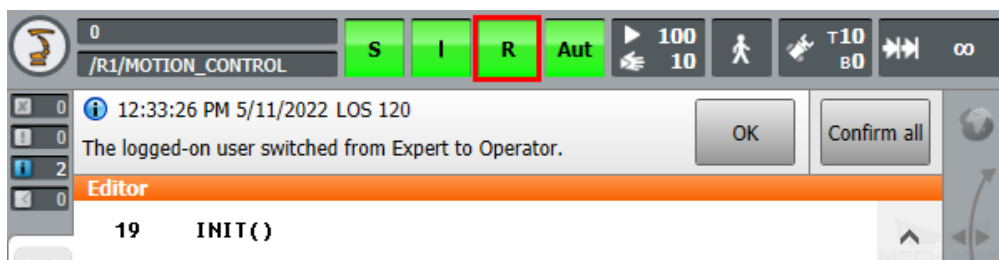 0
/R1/MOTION_CONTROL
S I R Aut
100
10
T10
B0
∞
0
0
2
0
12:33:26 PM 5/11/2022 LOS 120
The logged-on user switched from Expert to Operator.
OK
Confirm all
Editor
19 INIT()